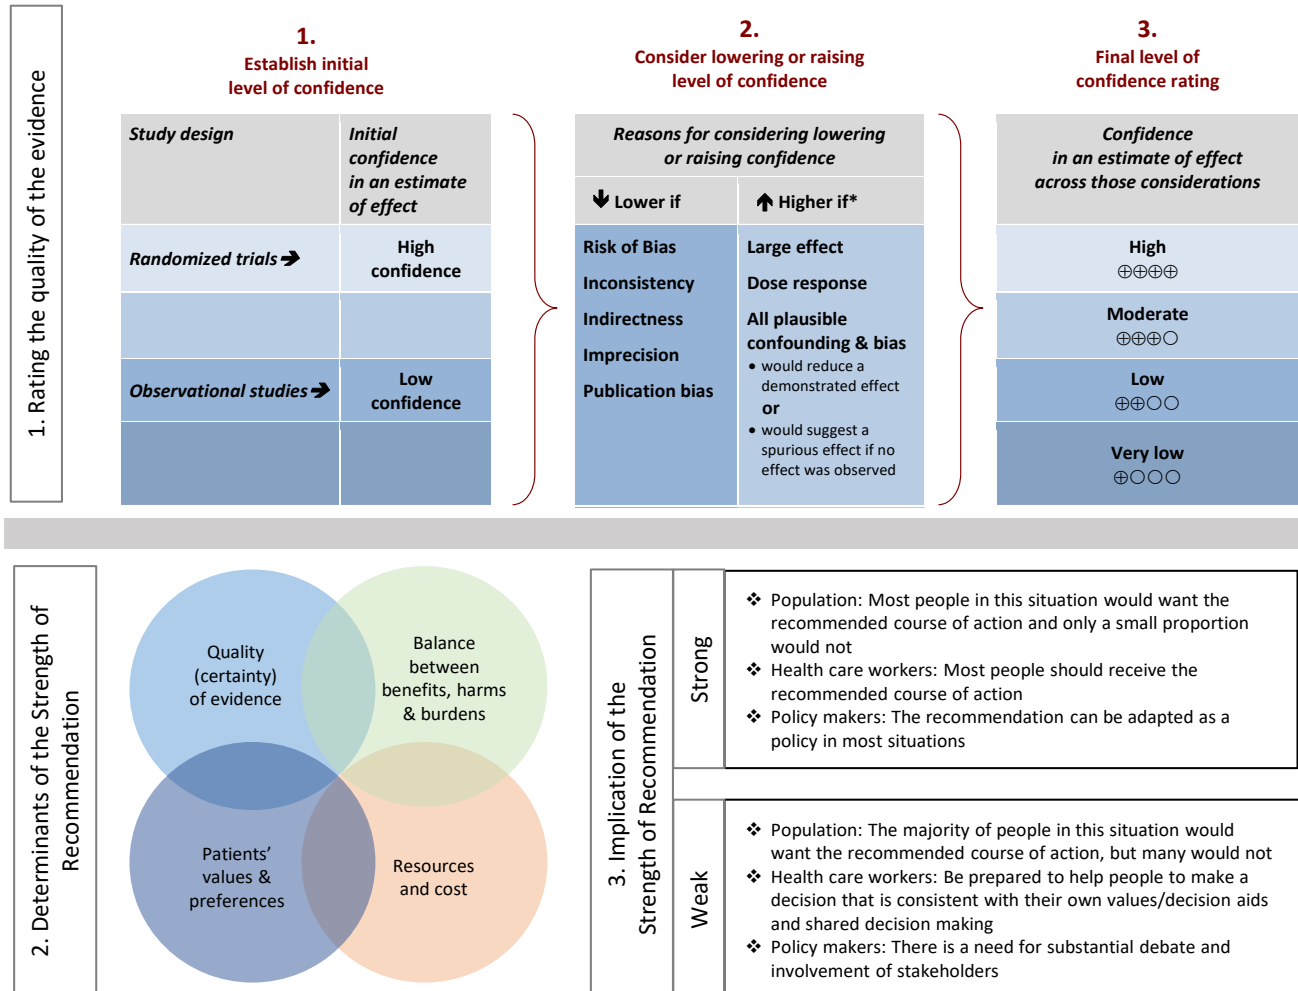 1. Rating the quality of the evidence
1.
Establish initial
level of confidence
2.
Consider lowering or raising
level of confidence
3.
Final level of
confidence rating
Study design
Initial
confidence
in an estimate
of effect
Randomized trials ➔
High
confidence
Observational studies ➔
Low
confidence
Reasons for considering lowering
or raising confidence
🡫 Lower if
🡩 Higher if*
Risk of Bias
Inconsistency
Indirectness
Imprecision
Publication bias
Large effect
Dose response
All plausible
confounding & bias
• would reduce a
demonstrated effect
or
• would suggest a
spurious effect if no
effect was observed
Confidence
in an estimate of effect
across those considerations
High
⊕⊕⊕⊕
Moderate
⊕⊕⊕○
Low
⊕⊕○○
Very low
⊕○○○
2. Determinants of the Strength of
Recommendation
Quality
(certainty)
of evidence
Balance
between
benefits, harms
& burdens
Patients’
values &
preferences
Resources
and cost
3. Implication of the
Strength of Recommendation
Strong
❖ Population: Most people in this situation would want the
recommended course of action and only a small proportion
would not
❖ Health care workers: Most people should receive the
recommended course of action
❖ Policy makers: The recommendation can be adapted as a
policy in most situations
Weak
❖ Population: The majority of people in this situation would
want the recommended course of action, but many would not
❖ Health care workers: Be prepared to help people to make a
decision that is consistent with their own values/decision aids
and shared decision making
❖ Policy makers: There is a need for substantial debate and
involvement of stakeholders